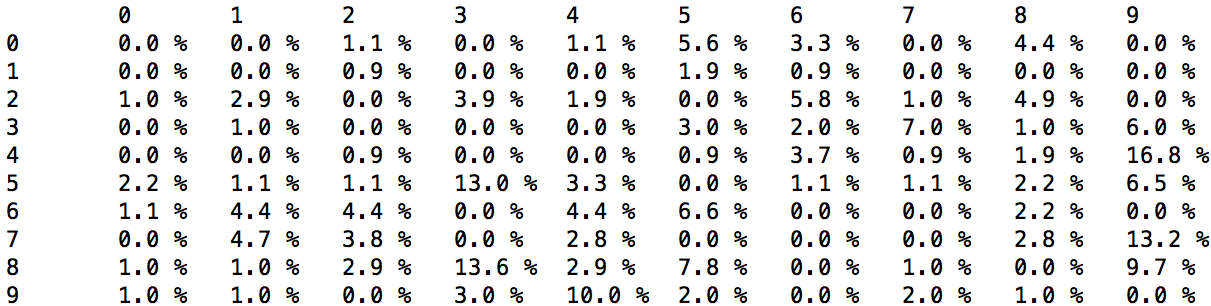 0 1 2 3 4 5 6 7 8 9
0 0.0 % 0.0 % 1.1 % 0.0 % 1.1 % 5.6 % 3.3 % 0.0 % 4.4 % 0.0 %
1 0.0 % 0.0 % 0.9 % 0.0 % 0.0 % 1.9 % 0.9 % 0.0 % 0.0 % 0.0 %
2 1.0 % 2.9 % 0.0 % 3.9 % 1.9 % 0.0 % 5.8 % 1.0 % 4.9 % 0.0 %
3 0.0 % 1.0 % 0.0 % 0.0 % 0.0 % 3.0 % 2.0 % 7.0 % 1.0 % 6.0 %
4 0.0 % 0.0 % 0.9 % 0.0 % 0.0 % 0.9 % 3.7 % 0.9 % 1.9 % 16.8 %
5 2.2 % 1.1 % 1.1 % 13.0 % 3.3 % 0.0 % 1.1 % 1.1 % 2.2 % 6.5 %
6 1.1 % 4.4 % 4.4 % 0.0 % 4.4 % 6.6 % 0.0 % 0.0 % 2.2 % 0.0 %
7 0.0 % 4.7 % 3.8 % 0.0 % 2.8 % 0.0 % 0.0 % 0.0 % 2.8 % 13.2 %
8 1.0 % 1.0 % 2.9 % 13.6 % 2.9 % 7.8 % 0.0 % 1.0 % 0.0 % 9.7 %
9 1.0 % 1.0 % 0.0 % 3.0 % 10.0 % 2.0 % 0.0 % 2.0 % 1.0 % 0.0 %